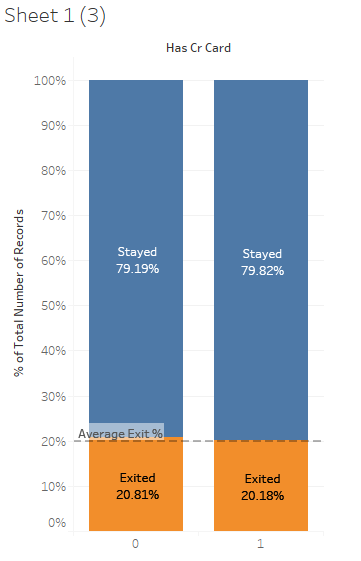 Sheet 1 (3)
Has Cr Card
100%
90%
80%
70%
60%
50%
40%
30%
20%
10%
0%
% of Total Number of Records
Stayed
79.19%
Stayed
79.82%
Average Exit %
Exited
20.81%
Exited
20.18%
0
1